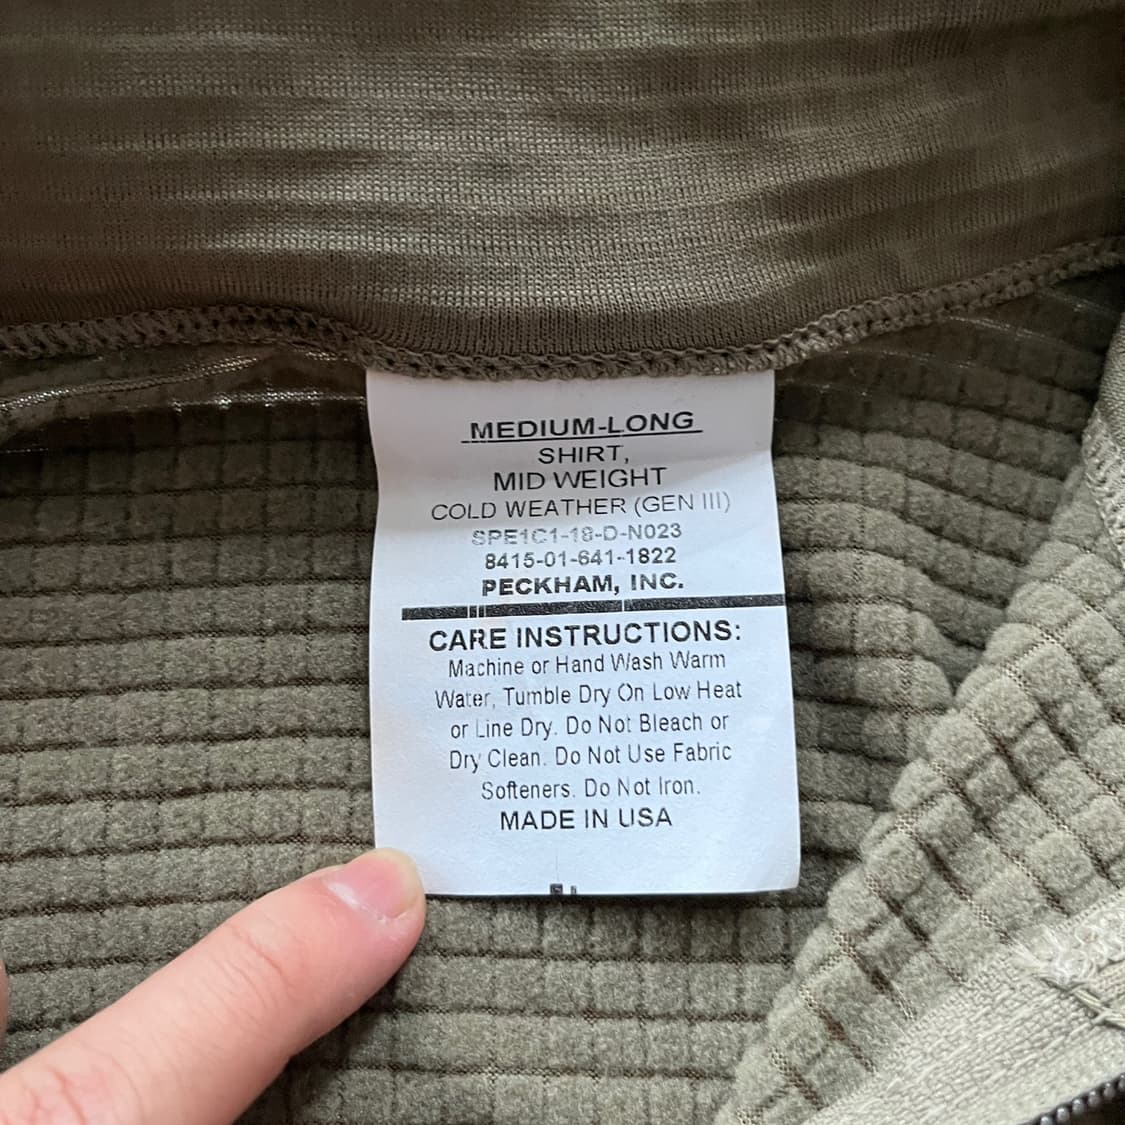 MEDIUM-LONG
SHIRT,
MID WEIGHT
COLD WEATHER (GEN III)
SPE1C1-18-D-N023
8415-01-641-1822
PECKHAM, INC.
CARE INSTRUCTIONS:
Machine or Hand Wash Warm
Water, Tumble Dry On Low Heat
or Line Dry. Do Not Bleach or
Dry Clean. Do Not Use Fabric
Softeners. Do Not Iron.
MADE IN USA